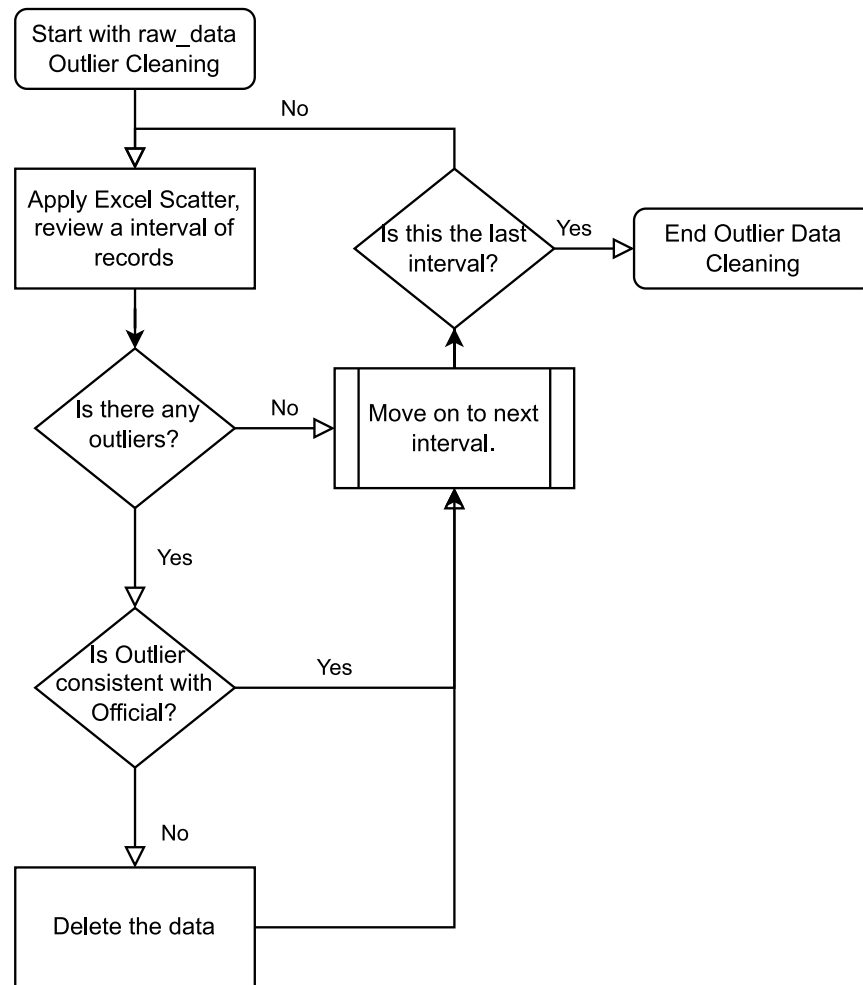 Start with raw_data
Outlier Cleaning
No
Apply Excel Scatter,
review a interval of
records
Is this the last
interval?
Yes
End Outlier Data
Cleaning
Is there any
outliers?
No
Move on to next
interval.
Yes
Is Outlier
consistent with
Official?
Yes
No
Delete the data